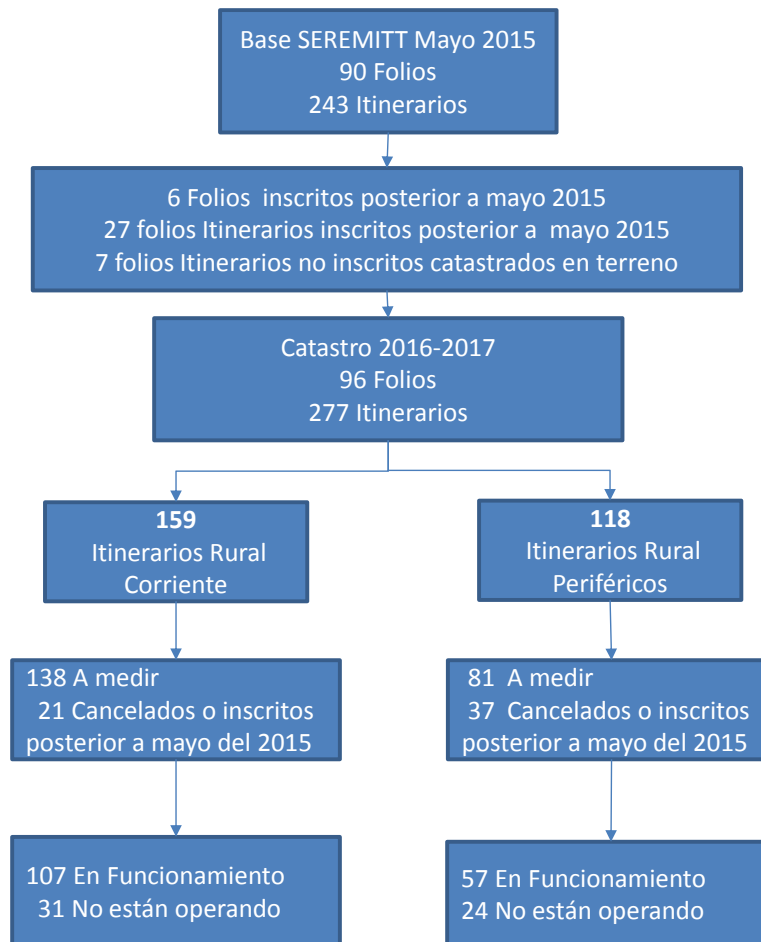 Base SEREMITT Mayo 2015
90 Folios
243 Itinerarios
6 Folios inscritos posterior a mayo 2015
27 folios Itinerarios inscritos posterior a mayo 2015
7 folios Itinerarios no inscritos catastrados en terreno
Catastro 2016-2017
96 Folios
277 Itinerarios
159
Itinerarios Rural
Corriente
118
Itinerarios Rural
Periféricos
138 A medir
21 Cancelados o inscritos
posterior a mayo del 2015
81 A medir
37 Cancelados o inscritos
posterior a mayo del 2015
107 En Funcionamiento
31 No están operando
57 En Funcionamiento
24 No están operando